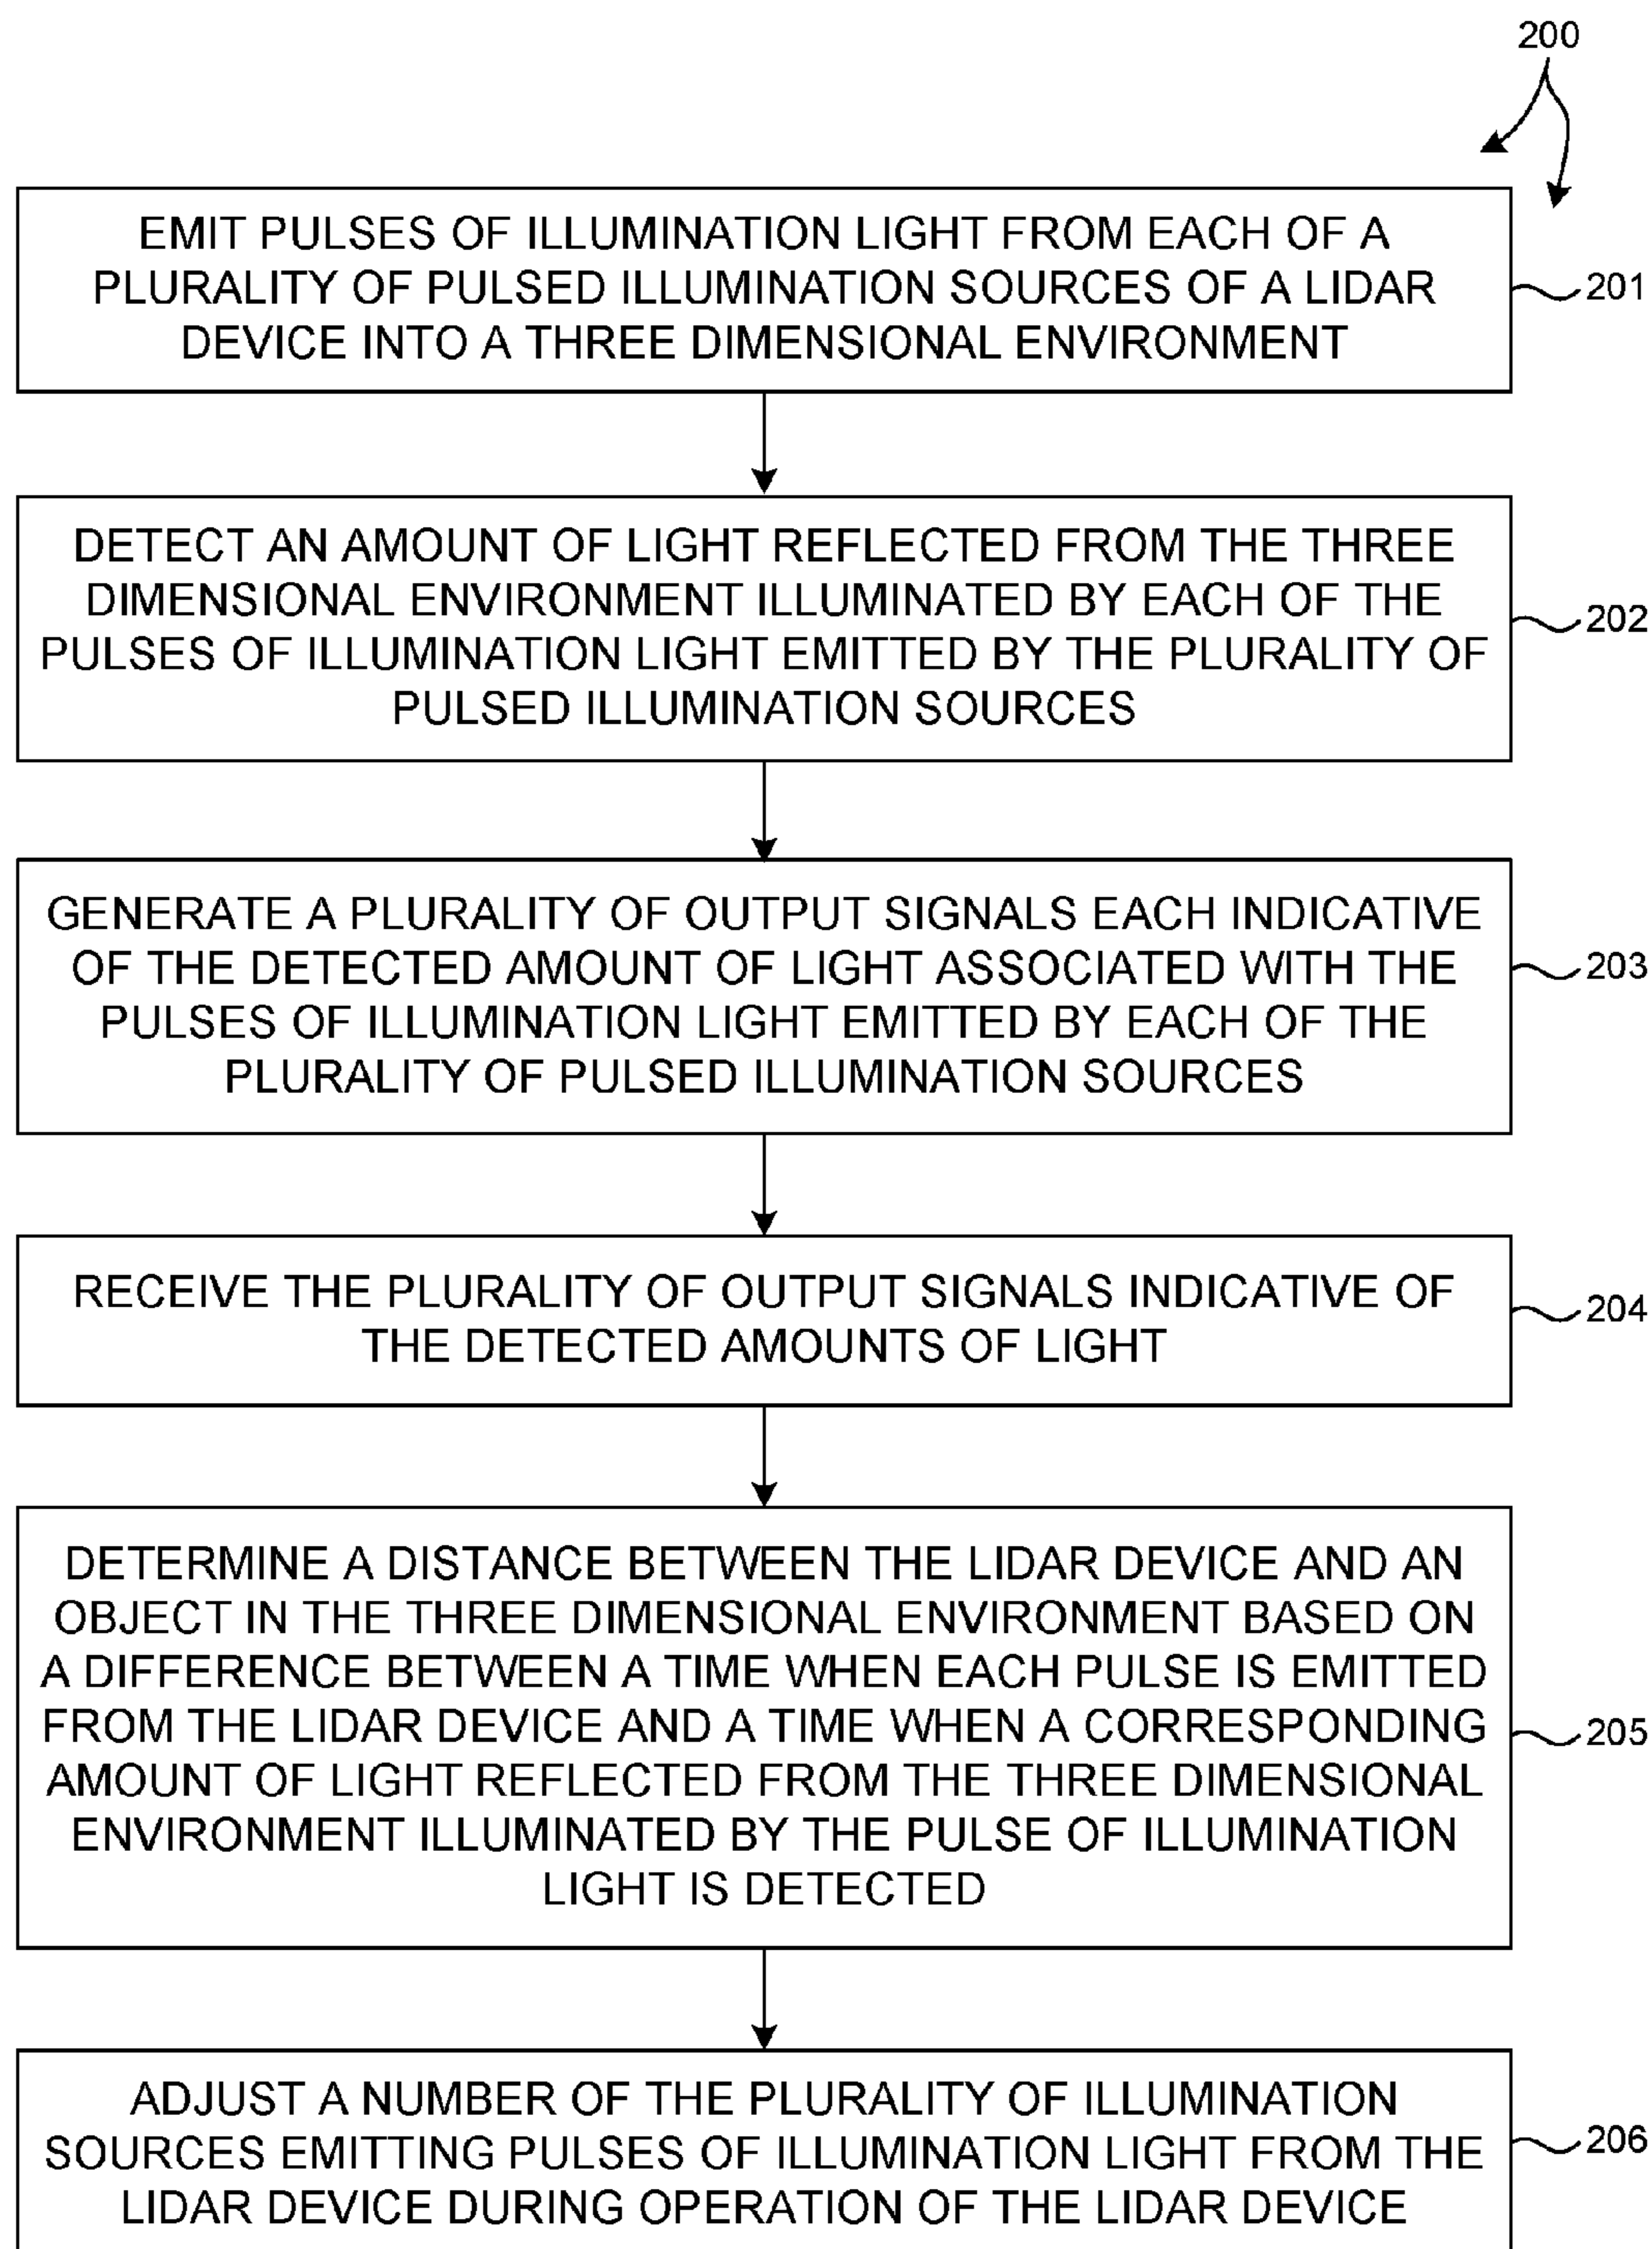 200
EMIT PULSES OF ILLUMINATION LIGHT FROM EACH OF A
PLURALITY OF PULSED ILLUMINATION SOURCES OF A LIDAR
DEVICE INTO A THREE DIMENSIONAL ENVIRONMENT
201
DETECT AN AMOUNT OF LIGHT REFLECTED FROM THE THREE
DIMENSIONAL ENVIRONMENT ILLUMINATED BY EACH OF THE
PULSES OF ILLUMINATION LIGHT EMITTED BY THE PLURALITY OF
PULSED ILLUMINATION SOURCES
202
GENERATE A PLURALITY OF OUTPUT SIGNALS EACH INDICATIVE
OF THE DETECTED AMOUNT OF LIGHT ASSOCIATED WITH THE
PULSES OF ILLUMINATION LIGHT EMITTED BY EACH OF THE
PLURALITY OF PULSED ILLUMINATION SOURCES
203
RECEIVE THE PLURALITY OF OUTPUT SIGNALS INDICATIVE OF
THE DETECTED AMOUNTS OF LIGHT
204
DETERMINE A DISTANCE BETWEEN THE LIDAR DEVICE AND AN
OBJECT IN THE THREE DIMENSIONAL ENVIRONMENT BASED ON
A DIFFERENCE BETWEEN A TIME WHEN EACH PULSE IS EMITTED
FROM THE LIDAR DEVICE AND A TIME WHEN A CORRESPONDING
AMOUNT OF LIGHT REFLECTED FROM THE THREE DIMENSIONAL
ENVIRONMENT ILLUMINATED BY THE PULSE OF ILLUMINATION
LIGHT IS DETECTED
205
ADJUST A NUMBER OF THE PLURALITY OF ILLUMINATION
SOURCES EMITTING PULSES OF ILLUMINATION LIGHT FROM THE
LIDAR DEVICE DURING OPERATION OF THE LIDAR DEVICE
206